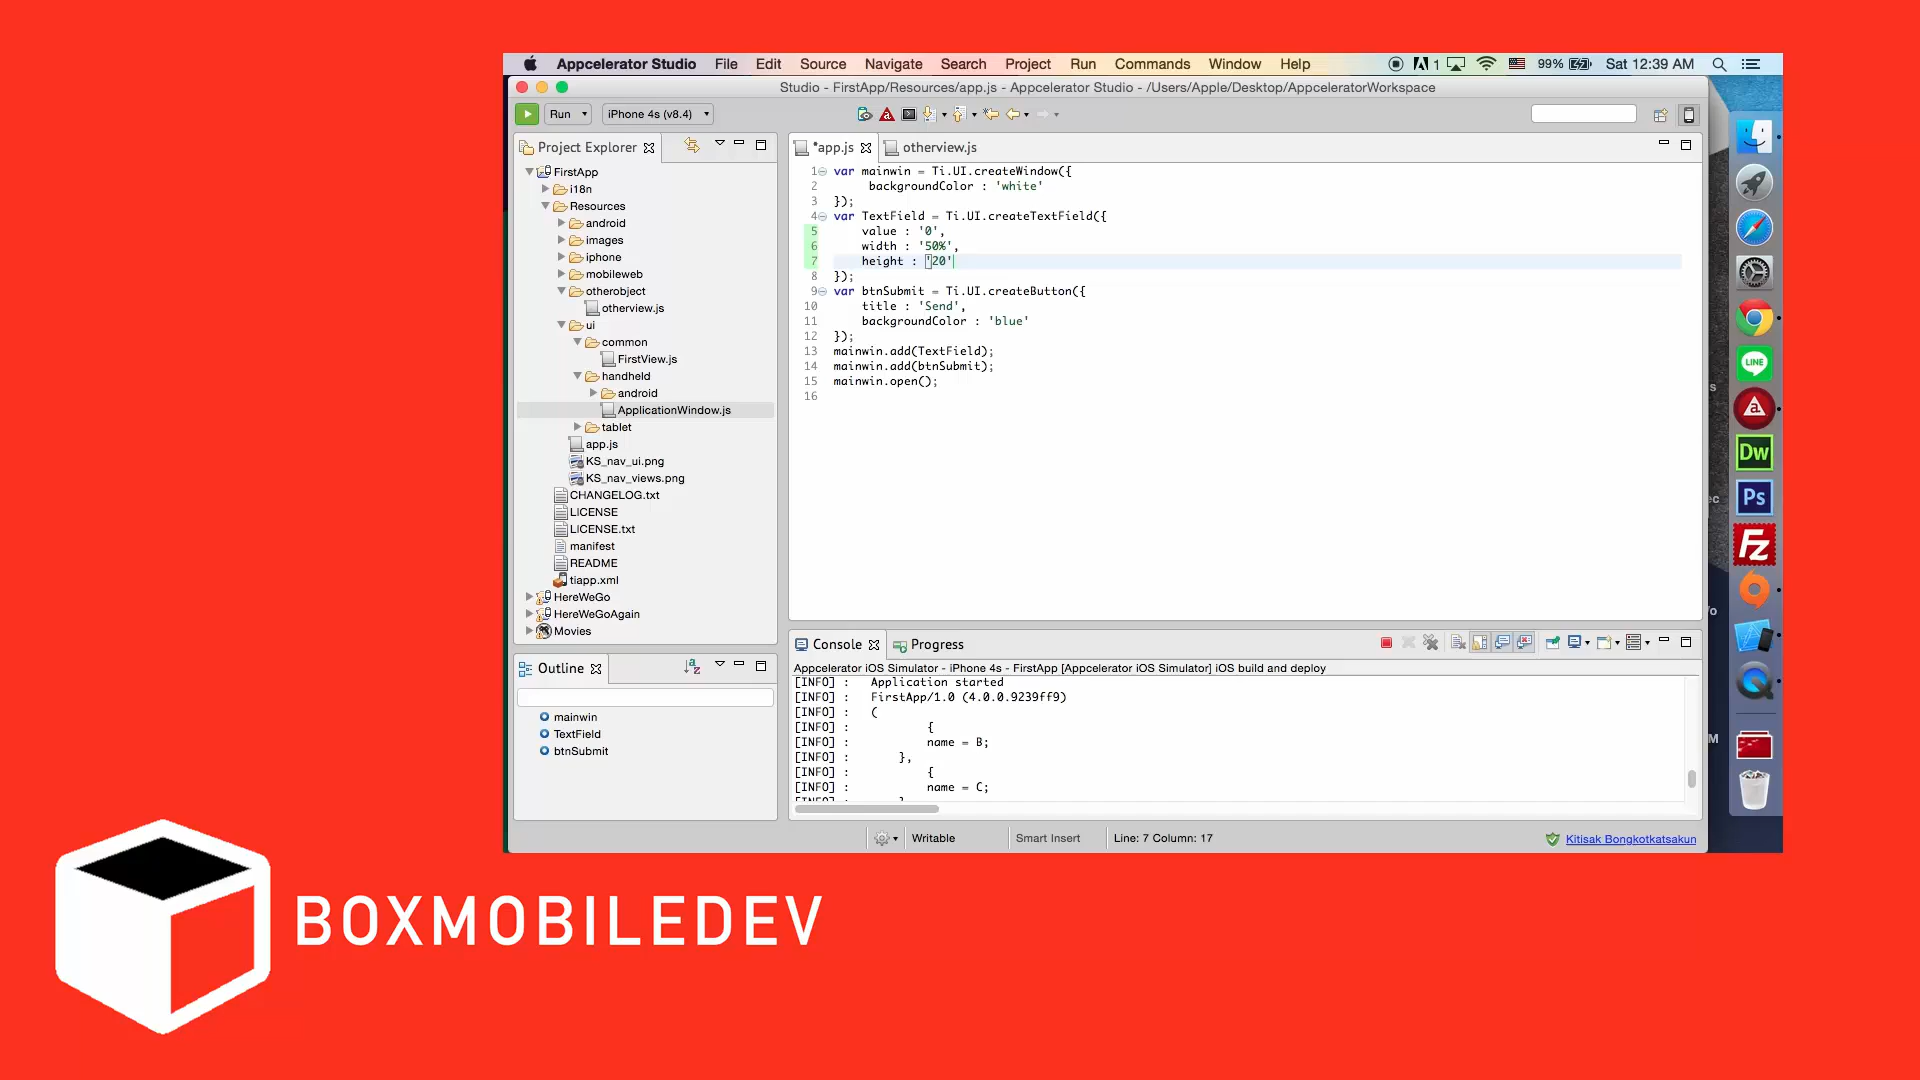 Appcelerator Studio File Edit Source Navigate Search Project Run Commands Window Help 1 99% Sat 12:39 AM
Studio - FirstApp/Resources/app.js - Appcelerator Studio - /Users/Apple/Desktop/AppceleratorWorkspace
Run iPhone 4s (v8.4)
Project Explorer
FirstApp
i18n
Resources
android
images
iphone
mobileweb
otherobject
otherview.js
ui
common
FirstView.js
handheld
android
ApplicationWindow.js
tablet
app.js
KS_nav_ui.png
KS_nav_views.png
CHANGELOG.txt
LICENSE
LICENSE.txt
manifest
README
tiapp.xml
HereWeGo
HereWeGoAgain
Movies
Outline
mainwin
TextField
btnSubmit
*app.js otherview.js
1 var mainwin = Ti.UI.createWindow({
2 backgroundColor : 'white'
3 });
4 var TextField = Ti.UI.createTextField({
5 value : '0',
6 width : '50%',
7 height : '20'
8 });
9 var btnSubmit = Ti.UI.createButton({
10 title : 'Send',
11 backgroundColor : 'blue'
12 });
13 mainwin.add(TextField);
14 mainwin.add(btnSubmit);
15 mainwin.open();
16
Console Progress
Appcelerator iOS Simulator - iPhone 4s - FirstApp [Appcelerator iOS Simulator] iOS build and deploy
[INFO] : Application started
[INFO] : FirstApp/1.0 (4.0.0.9239ff9)
[INFO] : (
[INFO] : {
[INFO] : name = B;
[INFO] : },
[INFO] : {
[INFO] : name = C;
Writable Smart Insert Line: 7 Column: 17 Kitisak Bongkotkatsakun
LINE
Dw
Ps
Fz
BOXMOBILEDEV